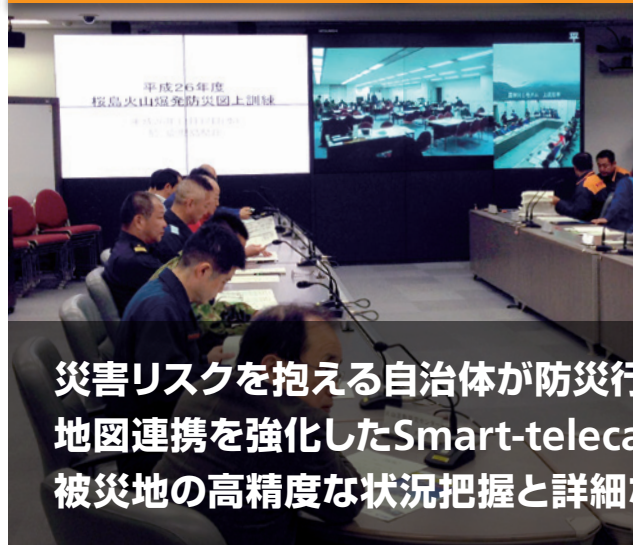 平成26年度
桜島火山爆発防災図上訓練
災害リスクを抱える自治体が防災行
地図連携を強化したSmart-teleca
被災地の高精度な状況把握と詳細な